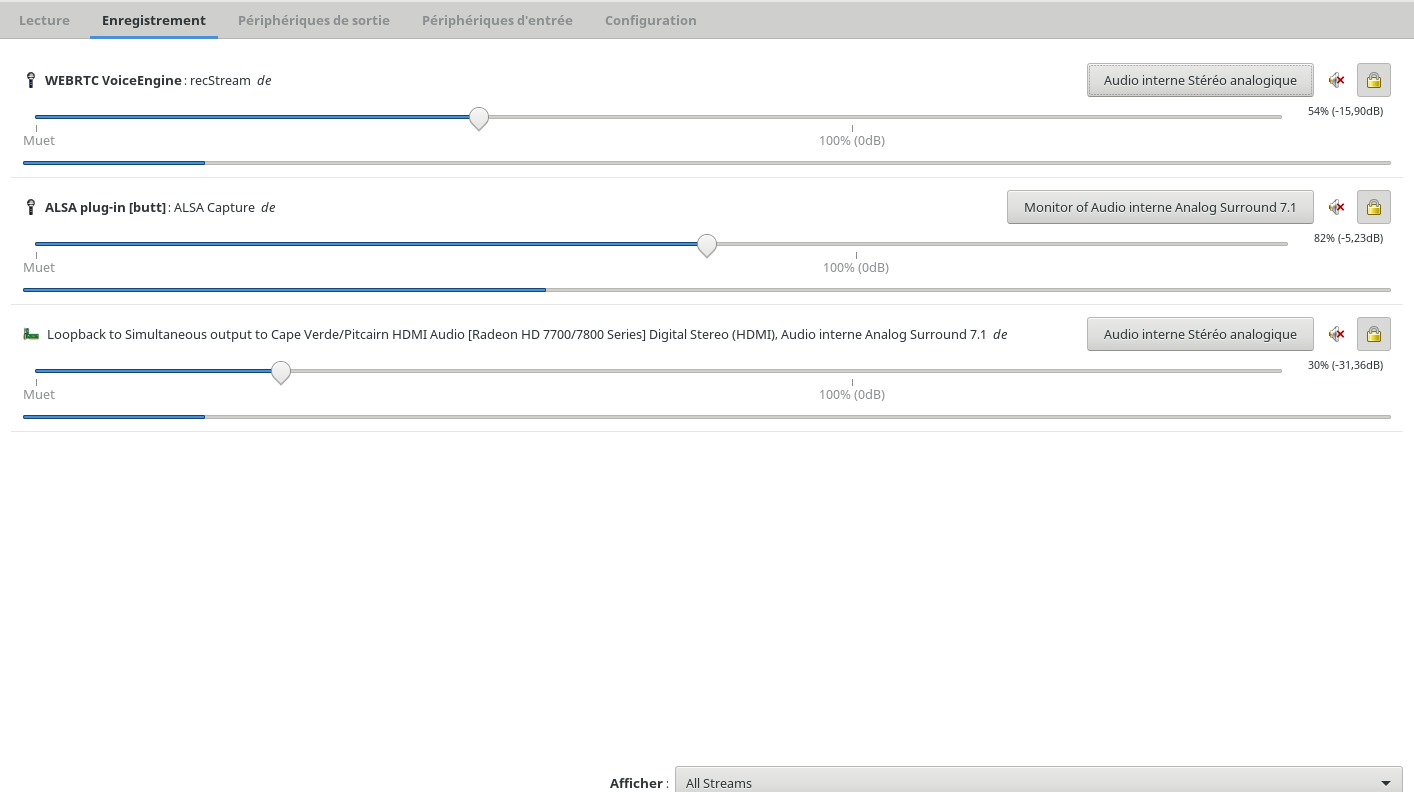 Lecture Enregistrement Périphériques de sortie Périphériques d'entrée Configuration
WEBRTC VoiceEngine : recStream de Audio interne Stéréo analogique
54% (-15,90dB)
Muet 100% (0dB)
ALSA plug-in [butt] : ALSA Capture de Monitor of Audio interne Analog Surround 7.1
82% (-5,23dB)
Muet 100% (0dB)
Loopback to Simultaneous output to Cape Verde/Pitcairn HDMI Audio [Radeon HD 7700/7800 Series] Digital Stereo (HDMI), Audio interne Analog Surround 7.1 de Audio interne Stéréo analogique
30% (-31,36dB)
Muet 100% (0dB)
Afficher : All Streams